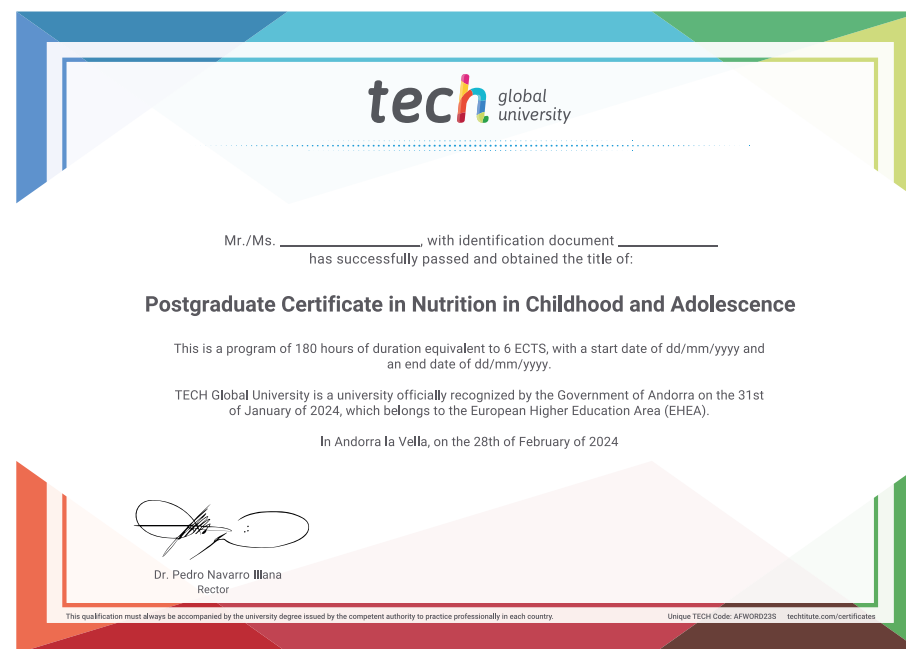 tech global university
Mr./Ms. ____________, with identification document ____________
has successfully passed and obtained the title of:
Postgraduate Certificate in Nutrition in Childhood and Adolescence
This is a program of 180 hours of duration equivalent to 6 ECTS, with a start date of dd/mm/yyyy and
an end date of dd/mm/yyyy.
TECH Global University is a university officially recognized by the Government of Andorra on the 31st
of January of 2024, which belongs to the European Higher Education Area (EHEA).
In Andorra la Vella, on the 28th of February of 2024
Dr. Pedro Navarro Illana
Rector
This qualification must always be accompanied by the university degree issued by the competent authority to practice professionally in each country.
Unique TECH Code: AFWORD23S techtitute.com/certificates